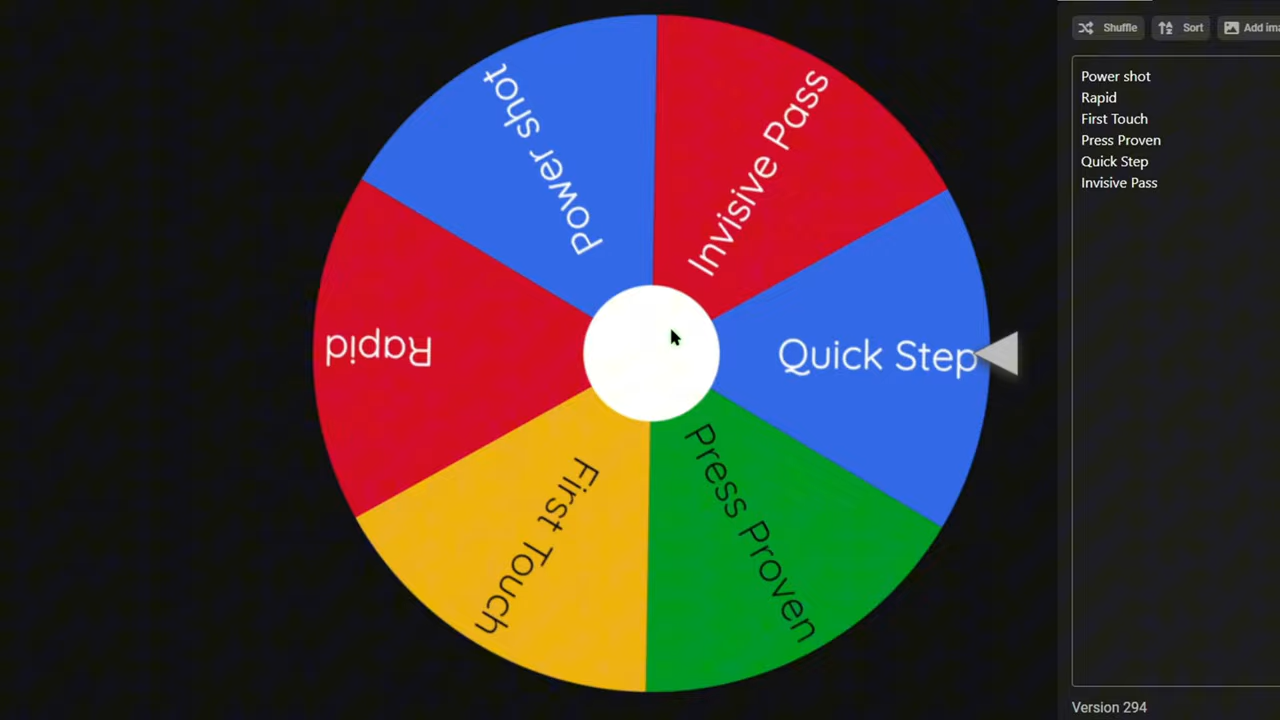 Power shot
Invisive Pass
Rapid
Quick Step
First Touch
Press Proven
Shuffle
Sort
Add ima
Power shot
Rapid
First Touch
Press Proven
Quick Step
Invisive Pass
Version 294